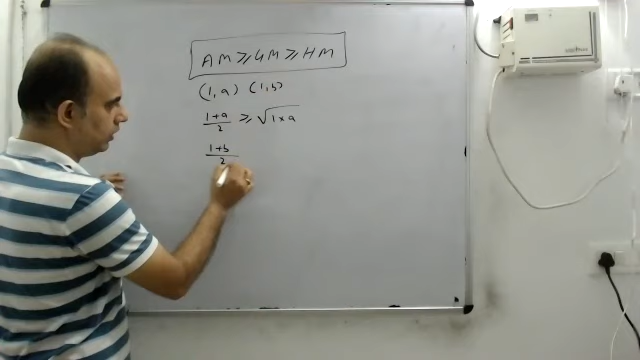 AM ≥ GM ≥ HM
(1, a) (1, b)
1+a/2 ≥ √1×a
1+b/2